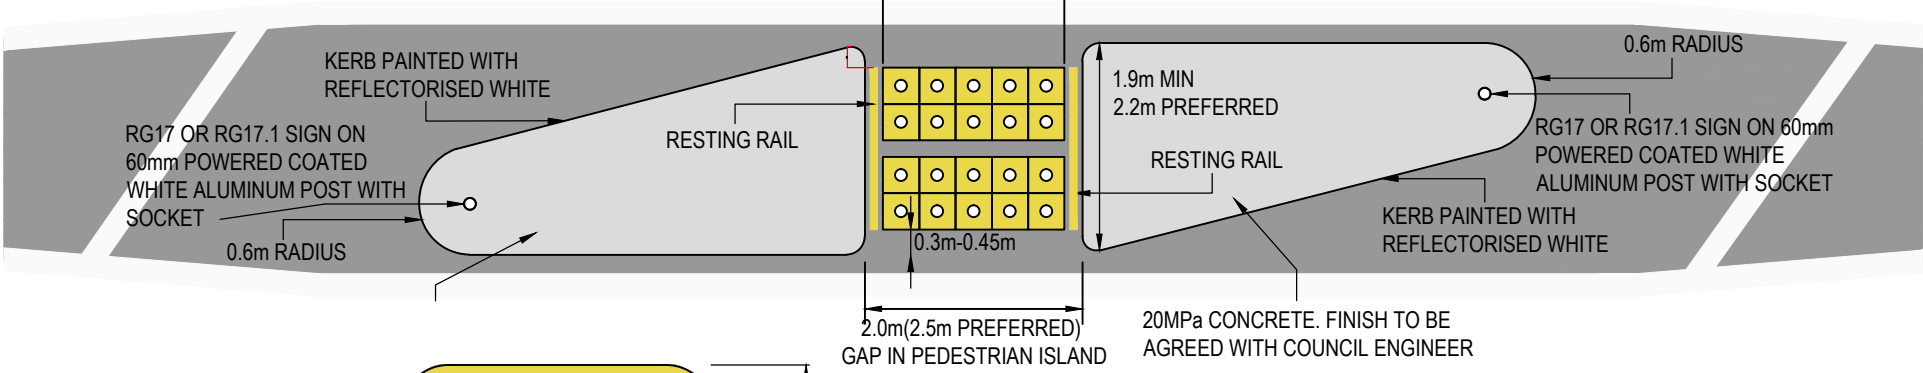 KERB PAINTED WITH
REFLECTORISED WHITE
RG17 OR RG17.1 SIGN ON
60mm POWERED COATED
WHITE ALUMINUM POST WITH
SOCKET
0.6m RADIUS
RESTING RAIL
0.3m-0.45m
2.0m(2.5m PREFERRED)
GAP IN PEDESTRIAN ISLAND
1.9m MIN
2.2m PREFERRED
RESTING RAIL
0.6m RADIUS
RG17 OR RG17.1 SIGN ON 60mm
POWERED COATED WHITE
ALUMINUM POST WITH SOCKET
KERB PAINTED WITH
REFLECTORISED WHITE
20MPa CONCRETE. FINISH TO BE
AGREED WITH COUNCIL ENGINEER